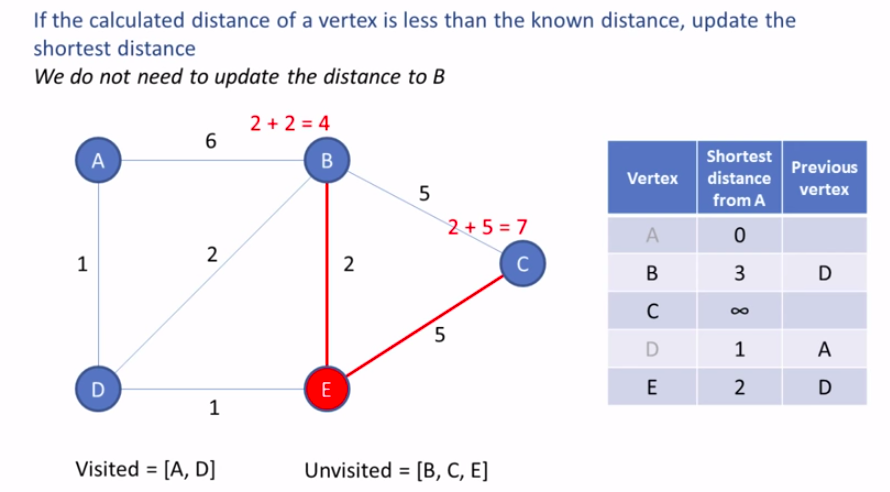 If the calculated distance of a vertex is less than the known distance, update the
shortest distance
We do not need to update the distance to B
2 + 2 = 4
6
A
B
5
2 + 5 = 7
1
2
2
C
5
D
E
1
Vertex Shortest distance from A Previous vertex
A 0
B 3 D
C ∞
D 1 A
E 2 D
Visited = [A, D] Unvisited = [B, C, E]